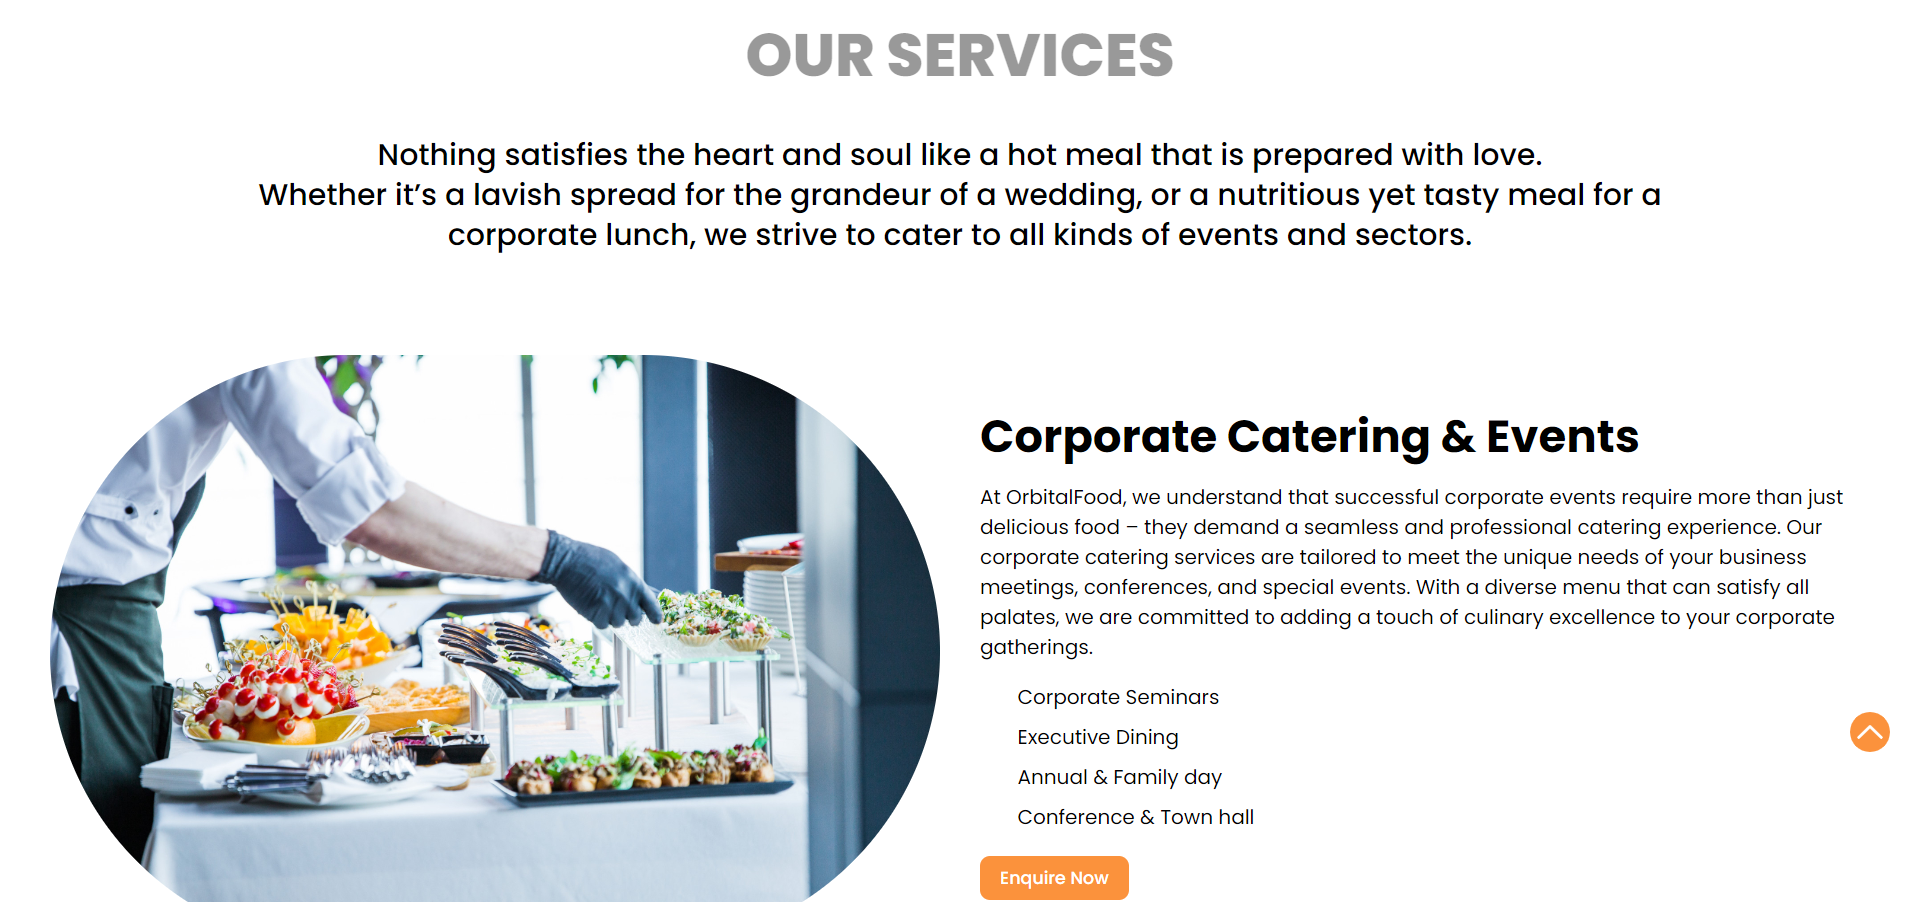 OUR SERVICES
Nothing satisfies the heart and soul like a hot meal that is prepared with love.
Whether it’s a lavish spread for the grandeur of a wedding, or a nutritious yet tasty meal for a
corporate lunch, we strive to cater to all kinds of events and sectors.
Corporate Catering & Events
At OrbitalFood, we understand that successful corporate events require more than just
delicious food – they demand a seamless and professional catering experience. Our
corporate catering services are tailored to meet the unique needs of your business
meetings, conferences, and special events. With a diverse menu that can satisfy all
palates, we are committed to adding a touch of culinary excellence to your corporate
gatherings.
Corporate Seminars
Executive Dining
Annual & Family day
Conference & Town hall
Enquire Now